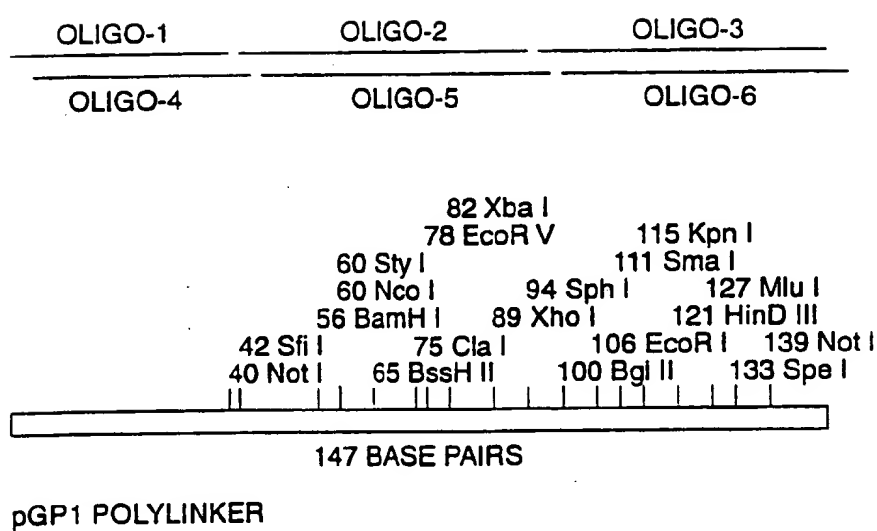 OLIGO-1 OLIGO-2 OLIGO-3
OLIGO-4 OLIGO-5 OLIGO-6
82 Xba I
78 EcoR V 115 Kpn I
60 Sty I 111 Sma I
60 Nco I 94 Sph I 127 Mlu I
56 BamH I 89 Xho I 121 HinD III
42 Sfi I 75 Cla I 106 EcoR I 139 Not I
40 Not I 65 BssH II 100 Bgl II 133 Spe I
147 BASE PAIRS
pGP1 POLYLINKER